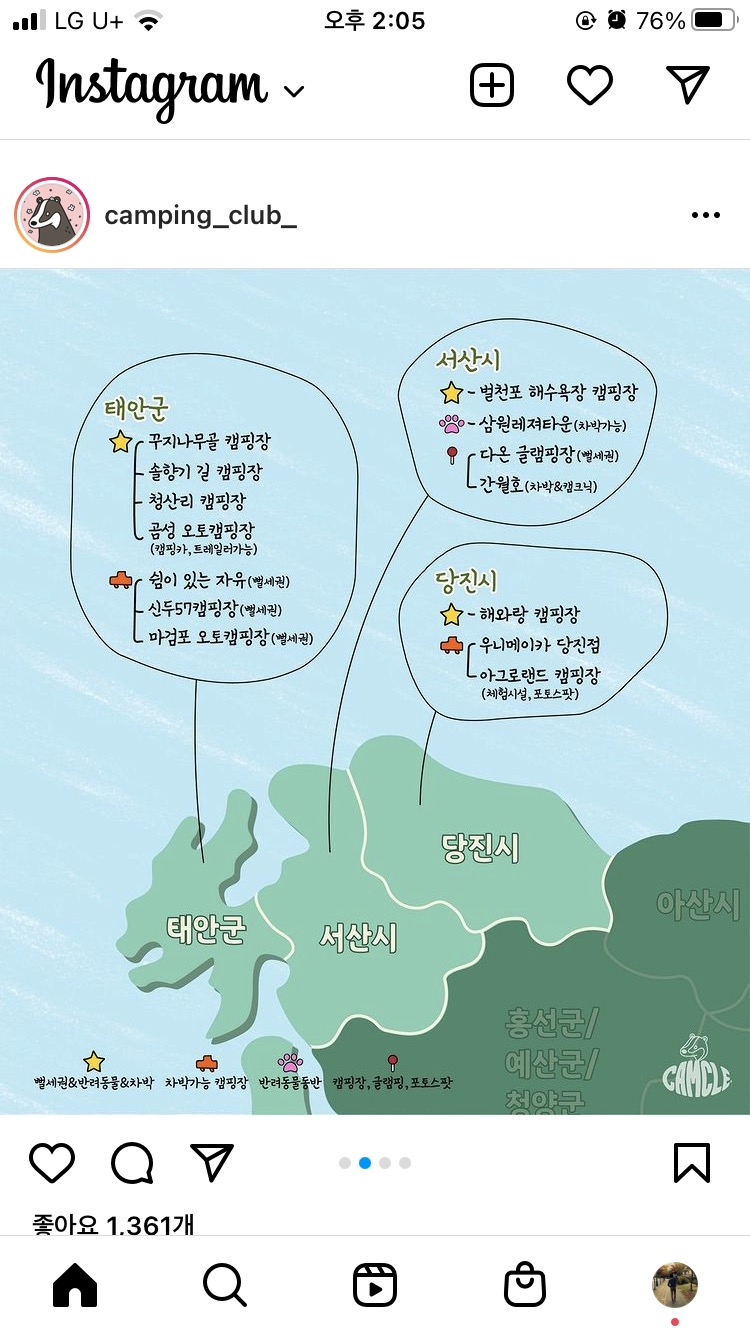 LG U+ 오후 2:05 76%
Instagram
camping_club_
서산시
- 벌천포 해수욕장 캠핑장
- 삼원레져타운(차박가능)
다온 글램핑장(뻘세권)
간월호(차박&캠크닉)
태안군
꾸지나무골 캠핑장
솔향기 길 캠핑장
청산리 캠핑장
곰섬 오토캠핑장
(캠핑카, 트레일러가능)
쉼이 있는 자유(뻘세권)
신두57캠핑장(뻘세권)
마검포 오토캠핑장(뻘세권)
당진시
- 해와랑 캠핑장
우니메이카 당진점
아그로랜드 캠핑장
(체험시설, 포토스팟)
당진시
아산시
태안군
서산시
홍선군/
예산군/
청양군
뻘세권&반려동물&차박 차박가능 캠핑장 반려동물동반 캠핑장, 글램핑, 포토스팟
CAMCLE
좋아요 1,361개